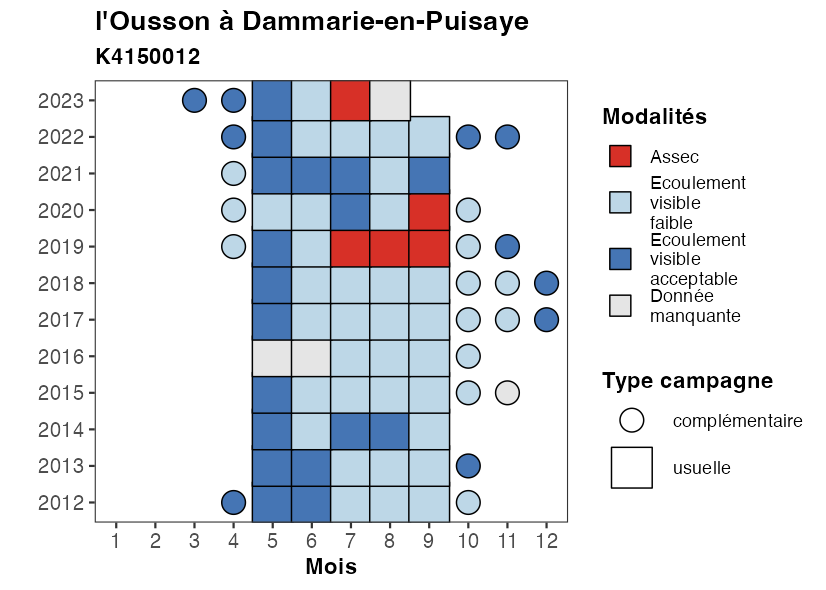 l'Ousson à Dammarie-en-Puisaye
K4150012
2023
2022
2021
2020
2019
2018
2017
2016
2015
2014
2013
2012
1 2 3 4 5 6 7 8 9 10 11 12
Mois
Modalités
Assec
Ecoulement
visible
faible
Ecoulement
visible
acceptable
Donnée
manquante
Type campagne
complémentaire
usuelle